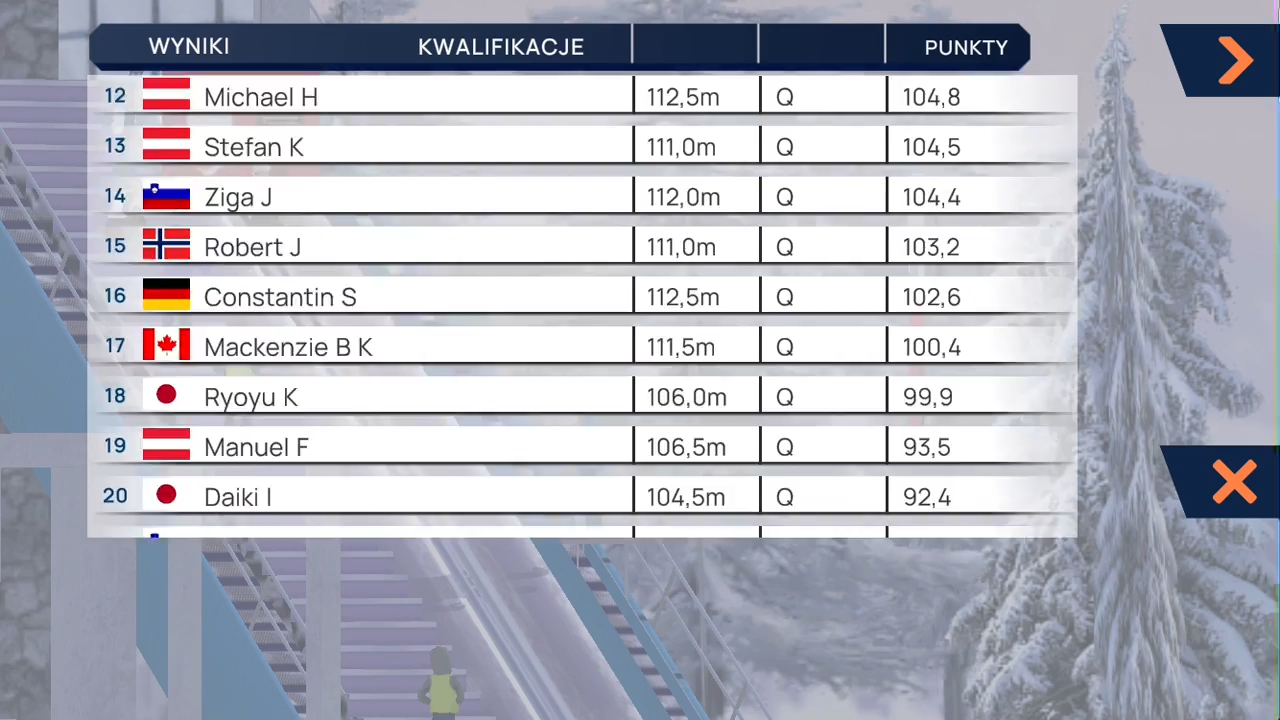 WYNIKI KWALIFIKACJE PUNKTY
12 Michael H 112,5m Q 104,8
13 Stefan K 111,0m Q 104,5
14 Ziga J 112,0m Q 104,4
15 Robert J 111,0m Q 103,2
16 Constantin S 112,5m Q 102,6
17 Mackenzie B K 111,5m Q 100,4
18 Ryoyu K 106,0m Q 99,9
19 Manuel F 106,5m Q 93,5
20 Daiki I 104,5m Q 92,4